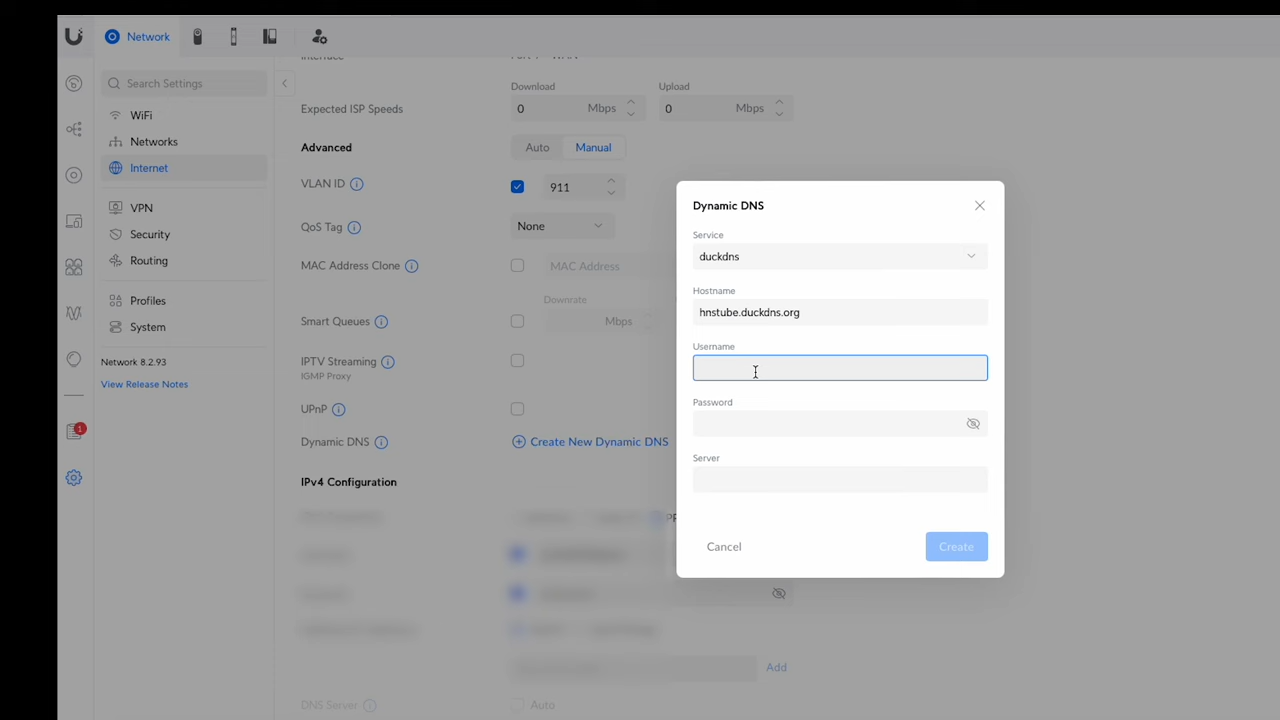 Network
Search Settings
WiFi
Networks
Internet
VPN
Security
Routing
Profiles
System
Network 8.2.93
View Release Notes
1
Download
Upload
Expected ISP Speeds
0 Mbps
0 Mbps
Advanced
Auto
Manual
VLAN ID
911
QoS Tag
None
MAC Address Clone
MAC Address
Downrate
Smart Queues
Mbps
IPTV Streaming
IGMP Proxy
UPnP
Dynamic DNS
Create New Dynamic DNS
IPv4 Configuration
Add
DNS Server
Auto
Dynamic DNS
Service
duckdns
Hostname
hnstube.duckdns.org
Username
Password
Server
Cancel
Create